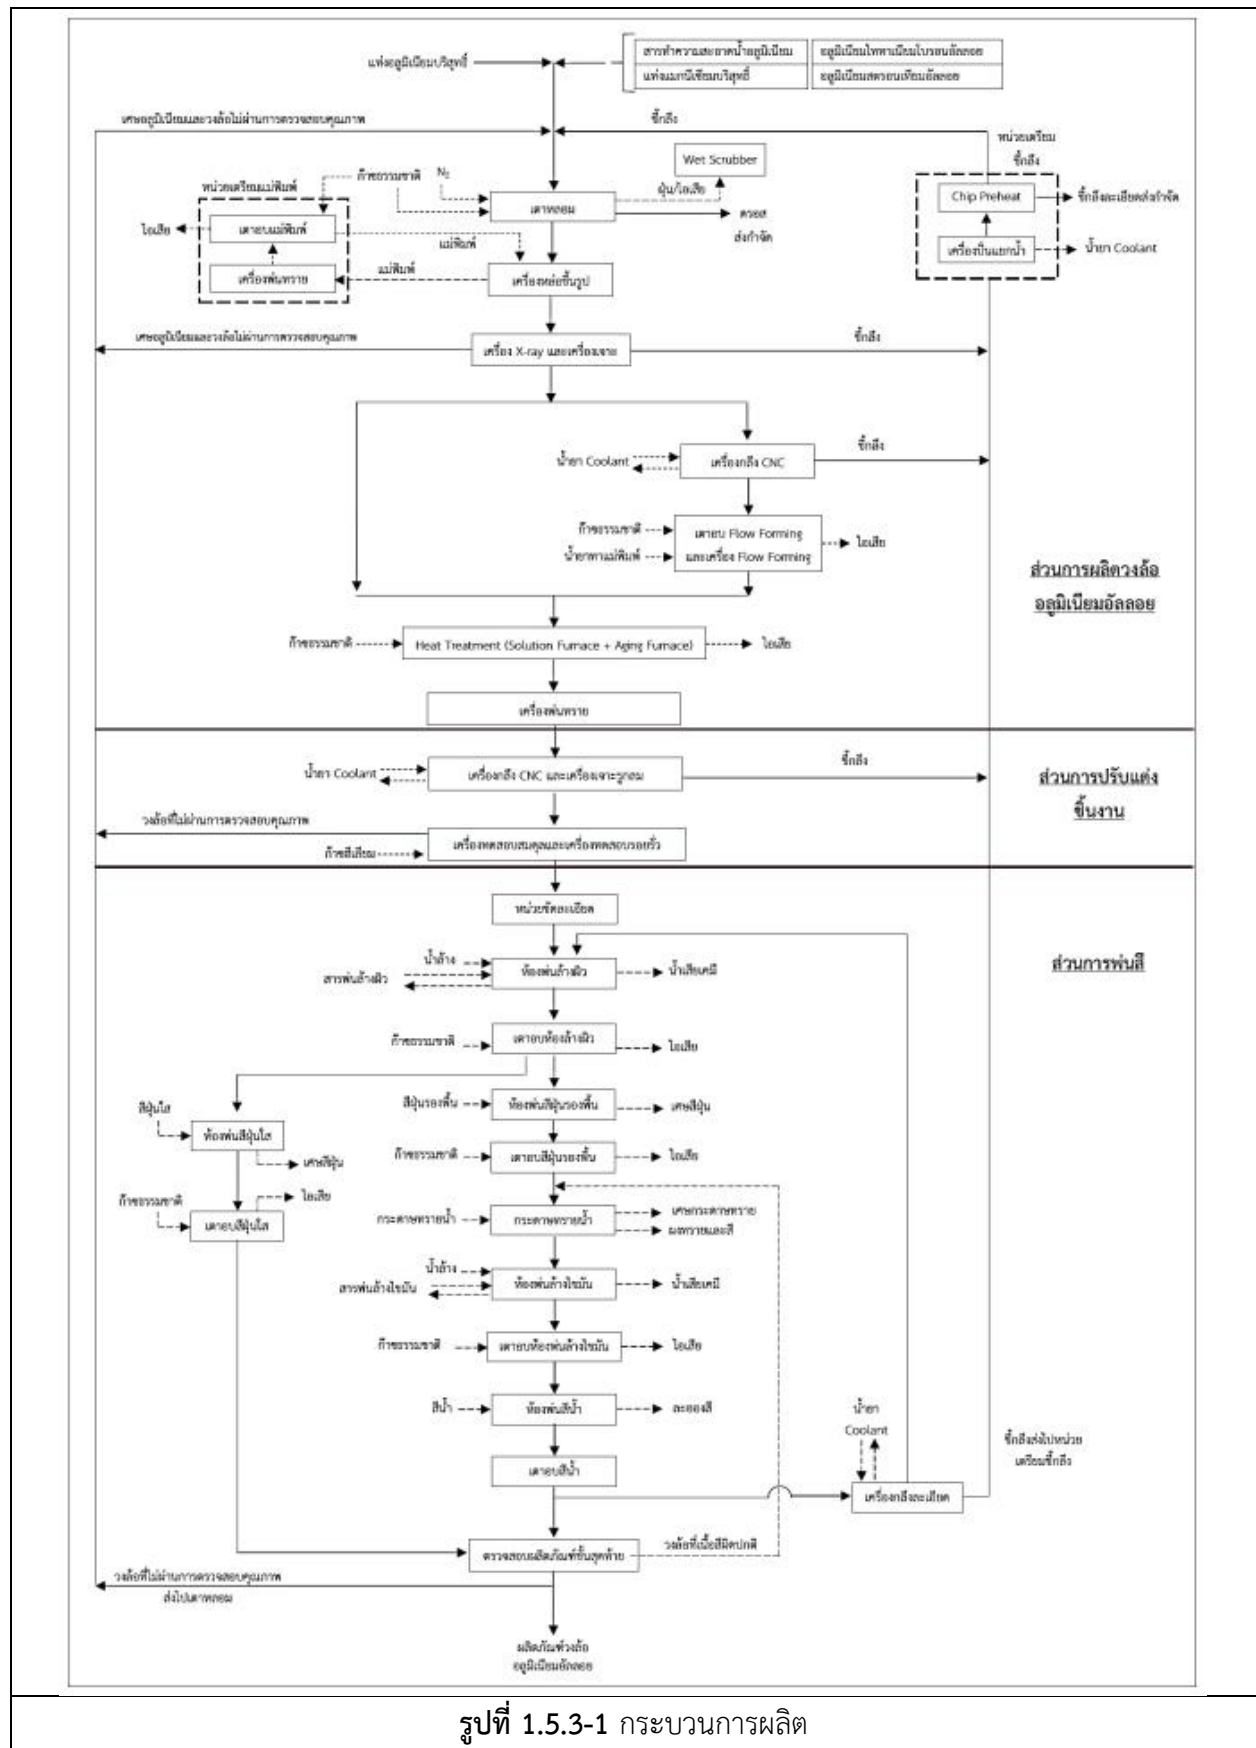 สารทำความสะอาดน้ำอลูมิเนียม
อลูมิเนียมไททาเนียมโบรอนอัลลอย
แท่งอลูมิเนียมบริสุทธิ์
แท่งแมกนีเซียมบริสุทธิ์
อลูมิเนียมสตรอนเทียมอัลลอย
เศษอลูมิเนียมและวงล้อไม่ผ่านการตรวจสอบคุณภาพ
ขี้กลึง
หน่วยเตรียม
ขี้กลึง
Wet Scrubber
ก๊าซธรรมชาติ
N₂
หน่วยเตรียมแม่พิมพ์
ฝุ่น/ไอเสีย
Chip Preheat
ขี้กลึงละเอียดส่งกำจัด
เตาหลอม
ดรอส
ส่งกำจัด
ไอเสีย
เตาอบแม่พิมพ์
แม่พิมพ์
เครื่องปั่นแยกน้ำ
น้ำยา Coolant
เครื่องพ่นทราย
แม่พิมพ์
เครื่องหล่อขึ้นรูป
เศษอลูมิเนียมและวงล้อไม่ผ่านการตรวจสอบคุณภาพ
เครื่อง X-ray และเครื่องเจาะ
ขี้กลึง
น้ำยา Coolant
เครื่องกลึง CNC
ขี้กลึง
ก๊าซธรรมชาติ
น้ำยาทาแม่พิมพ์
เตาอบ Flow Forming
และเครื่อง Flow Forming
ไอเสีย
ส่วนการผลิตวงล้อ
อลูมิเนียมอัลลอย
ก๊าซธรรมชาติ
Heat Treatment (Solution Furnace + Aging Furnace)
ไอเสีย
เครื่องพ่นทราย
น้ำยา Coolant
เครื่องกลึง CNC และเครื่องเจาะรูกลม
ขี้กลึง
ส่วนการปรับแต่ง
ชิ้นงาน
วงล้อที่ไม่ผ่านการตรวจสอบคุณภาพ
ก๊าซฮีเลียม
เครื่องทดสอบสมดุลและเครื่องทดสอบรอยรั่ว
หน่วยขัดละเอียด
น้ำล้าง
สารพ่นล้างผิว
ห้องพ่นล้างผิว
น้ำเสียเคมี
ส่วนการพ่นสี
ก๊าซธรรมชาติ
เตาอบห้องล้างผิว
ไอเสีย
สีฝุ่นรองพื้น
ห้องพ่นสีฝุ่นรองพื้น
เศษสีฝุ่น
สีฝุ่นใส
ห้องพ่นสีฝุ่นใส
เศษสีฝุ่น
ก๊าซธรรมชาติ
เตาอบสีฝุ่นรองพื้น
ไอเสีย
ก๊าซธรรมชาติ
ไอเสีย
เตาอบสีฝุ่นใส
กระดาษทรายน้ำ
กระดาษทรายน้ำ
เศษกระดาษทราย
ผงทรายและสี
น้ำล้าง
สารพ่นล้างไขมัน
ห้องพ่นล้างไขมัน
น้ำเสียเคมี
ก๊าซธรรมชาติ
เตาอบห้องพ่นล้างไขมัน
ไอเสีย
สีน้ำ
ห้องพ่นสีน้ำ
ละอองสี
น้ำยา
Coolant
เตาอบสีน้ำ
ขี้กลึงส่งไปหน่วย
เตรียมขี้กลึง
เครื่องกลึงละเอียด
ตรวจสอบผลิตภัณฑ์ขั้นสุดท้าย
วงล้อที่เนื้อสีผิดปกติ
วงล้อที่ไม่ผ่านการตรวจสอบคุณภาพ
ส่งไปเตาหลอม
ผลิตภัณฑ์วงล้อ
อลูมิเนียมอัลลอย
รูปที่ 1.5.3-1 กระบวนการผลิต